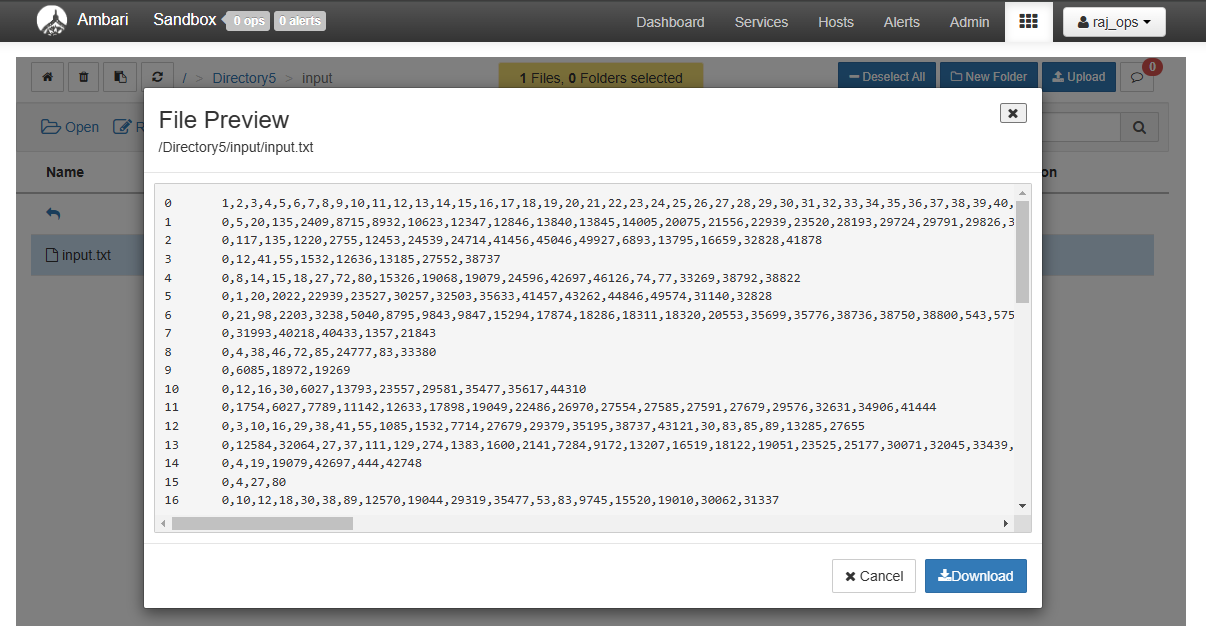 Ambari Sandbox 0 ops 0 alerts Dashboard Services Hosts Alerts Admin raj_ops
/ > Directory5 > input 1 Files, 0 Folders selected Deselect All New Folder Upload 0
File Preview
/Directory5/input/input.txt
Open R
Name on
input.txt
0 1,2,3,4,5,6,7,8,9,10,11,12,13,14,15,16,17,18,19,20,21,22,23,24,25,26,27,28,29,30,31,32,33,34,35,36,37,38,39,40,
1 0,5,20,135,2409,8715,8932,10623,12347,12846,13840,13845,14005,20075,21556,22939,23520,28193,29724,29791,29826,3
2 0,117,135,1220,2755,12453,24539,24714,41456,45046,49927,6893,13795,16659,32828,41878
3 0,12,41,55,1532,12636,13185,27552,38737
4 0,8,14,15,18,27,72,80,15326,19068,19079,24596,42697,46126,74,77,33269,38792,38822
5 0,1,20,2022,22939,23527,30257,32503,35633,41457,43262,44846,49574,31140,32828
6 0,21,98,2203,3238,5040,8795,9843,9847,15294,17874,18286,18311,18320,20553,35699,35776,38736,38750,38800,543,575
7 0,31993,40218,40433,1357,21843
8 0,4,38,46,72,85,24777,83,33380
9 0,6085,18972,19269
10 0,12,16,30,6027,13793,23557,29581,35477,35617,44310
11 0,1754,6027,7789,11142,12633,17898,19049,22486,26970,27554,27585,27591,27679,29576,32631,34906,41444
12 0,3,10,16,29,38,41,55,1085,1532,7714,27679,29379,35195,38737,43121,30,83,85,89,13285,27655
13 0,12584,32064,27,37,111,129,274,1383,1600,2141,7284,9172,13207,16519,18122,19051,23525,25177,30071,32045,33439,
14 0,4,19,19079,42697,444,42748
15 0,4,27,80
16 0,10,12,18,30,38,89,12570,19044,29319,35477,53,83,9745,15520,19010,30062,31337
Cancel Download